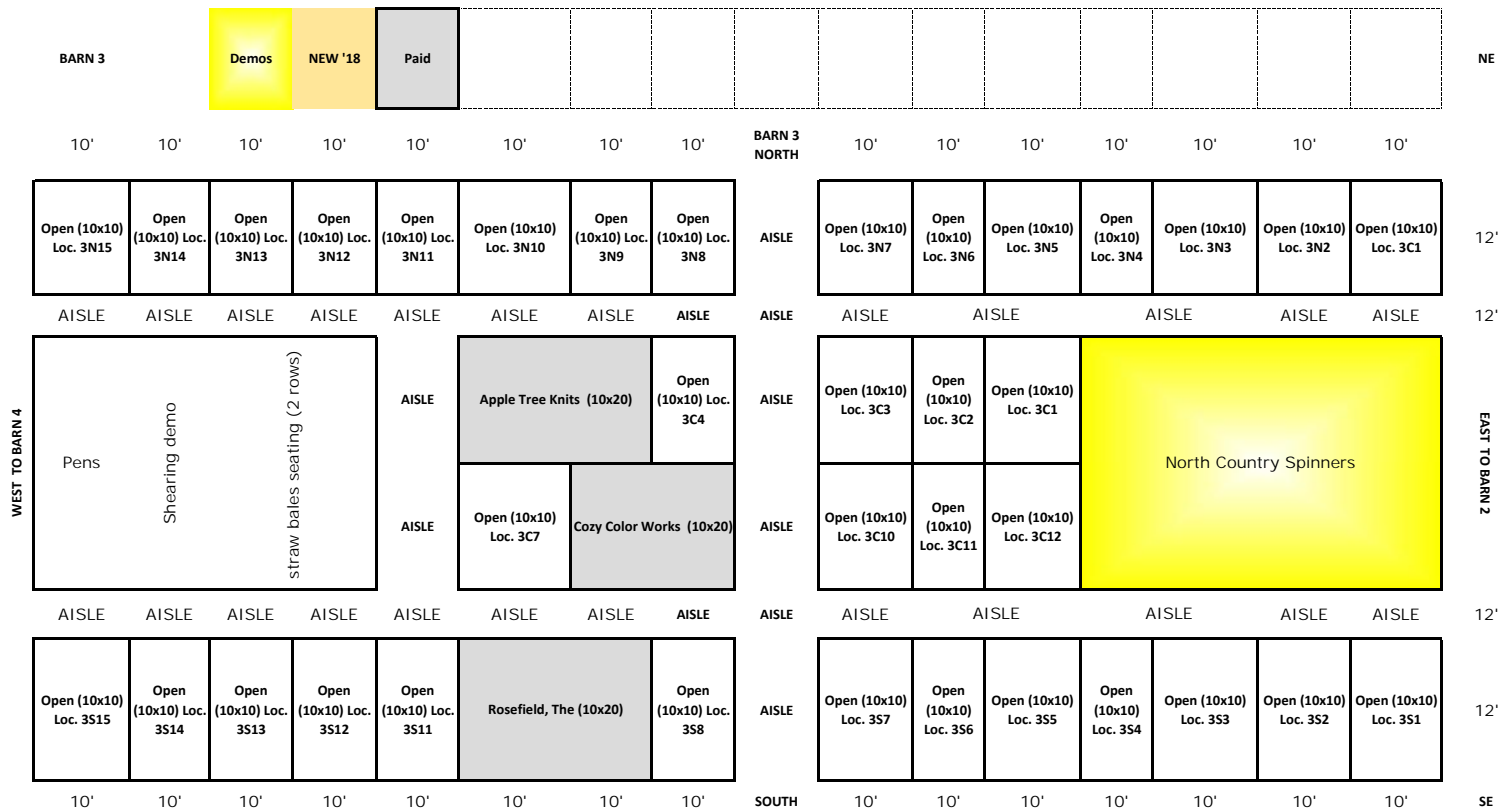 BARN 3 Demos NEW '18 Paid NE
10' 10' 10' 10' 10' 10' 10' 10' BARN 3 NORTH 10' 10' 10' 10' 10' 10' 10'
Open (10x10) Loc. 3N15
Open (10x10) Loc. 3N14
Open (10x10) Loc. 3N13
Open (10x10) Loc. 3N12
Open (10x10) Loc. 3N11
Open (10x10) Loc. 3N10
Open (10x10) Loc. 3N9
Open (10x10) Loc. 3N8
AISLE
Open (10x10) Loc. 3N7
Open (10x10) Loc. 3N6
Open (10x10) Loc. 3N5
Open (10x10) Loc. 3N4
Open (10x10) Loc. 3N3
Open (10x10) Loc. 3N2
Open (10x10) Loc. 3C1
12'
AISLE AISLE AISLE AISLE AISLE AISLE AISLE AISLE AISLE AISLE AISLE AISLE AISLE AISLE 12'
WEST TO BARN 4
Pens
Shearing demo
straw bales seating (2 rows)
AISLE
Apple Tree Knits (10x20)
Open (10x10) Loc. 3C4
AISLE
Open (10x10) Loc. 3C3
Open (10x10) Loc. 3C2
Open (10x10) Loc. 3C1
North Country Spinners
EAST TO BARN 2
AISLE
Open (10x10) Loc. 3C7
Cozy Color Works (10x20)
AISLE
Open (10x10) Loc. 3C10
Open (10x10) Loc. 3C11
Open (10x10) Loc. 3C12
AISLE AISLE AISLE AISLE AISLE AISLE AISLE AISLE AISLE AISLE AISLE AISLE AISLE AISLE 12'
Open (10x10) Loc. 3S15
Open (10x10) Loc. 3S14
Open (10x10) Loc. 3S13
Open (10x10) Loc. 3S12
Open (10x10) Loc. 3S11
Rosefield, The (10x20)
Open (10x10) Loc. 3S8
AISLE
Open (10x10) Loc. 3S7
Open (10x10) Loc. 3S6
Open (10x10) Loc. 3S5
Open (10x10) Loc. 3S4
Open (10x10) Loc. 3S3
Open (10x10) Loc. 3S2
Open (10x10) Loc. 3S1
12'
10' 10' 10' 10' 10' 10' 10' 10' SOUTH 10' 10' 10' 10' 10' 10' 10' SE